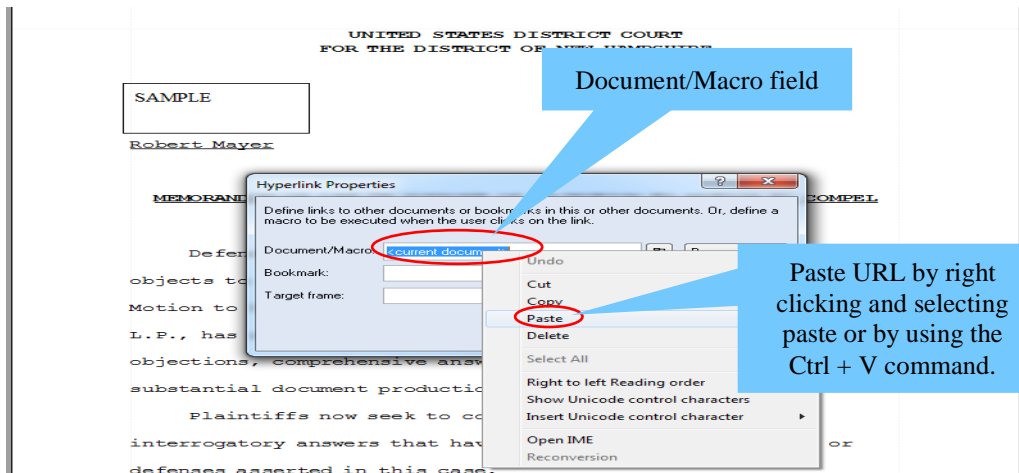 UNITED STATES DISTRICT COURT
FOR THE DISTRICT OF NEW HAMPSHIRE
Document/Macro field
SAMPLE
Robert Mayer
Hyperlink Properties
?
X
MEMORAND
COMPEL
Define links to other documents or bookmarks in this or other documents. Or, define a
macro to be executed when the user clicks on the link.
Document/Macro: <current document>
Bookmark:
Target frame:
Undo
Cut
Copy
Paste
Delete
Select All
Right to left Reading order
Show Unicode control characters
Insert Unicode control character
Open IME
Reconversion
Paste URL by right
clicking and selecting
paste or by using the
Ctrl + V command.
Defen
objects to
Motion to
L.P., has
objections, comprehensive answ
substantial document productio
Plaintiffs now seek to co
interrogatory answers that hav or
defenses asserted in this case.